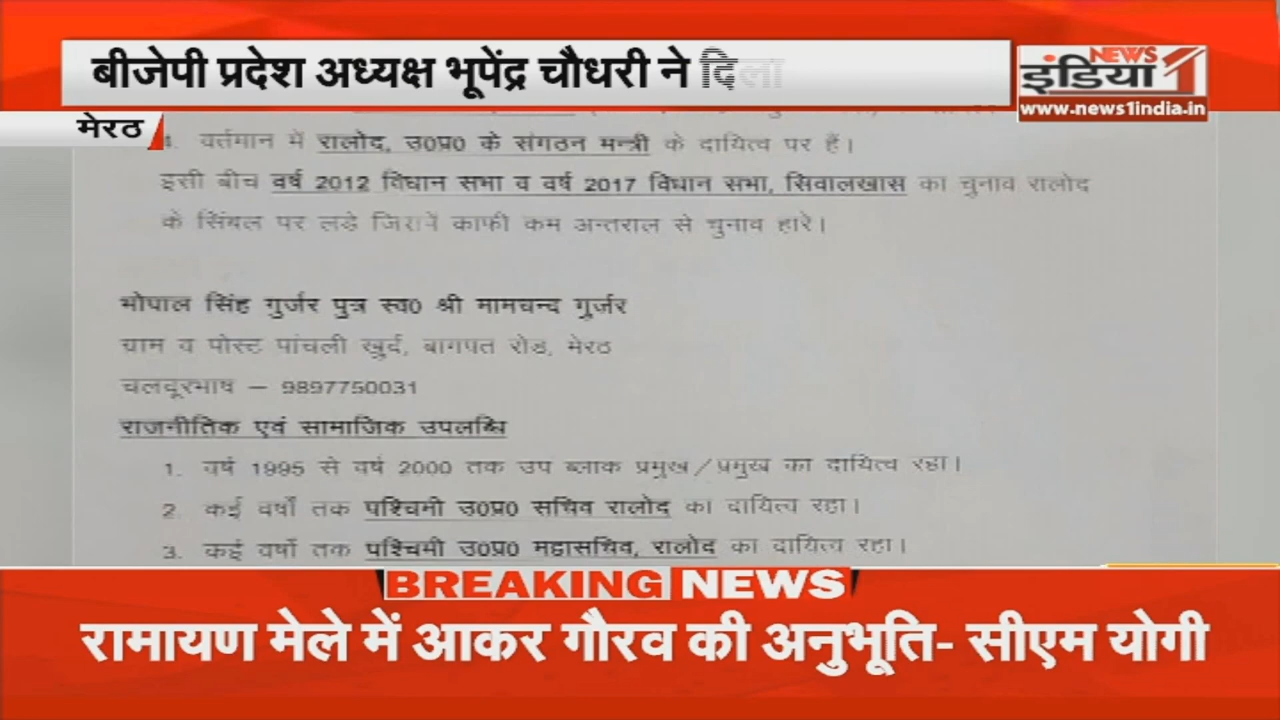 बीजेपी प्रदेश अध्यक्ष भूपेंद्र चौधरी ने
NEWS 1
इंडिया
www.news1india.in
मेरठ
4. वर्तमान में रालोद, उ0प्र0 के संगठन मन्त्री के दायित्व पर हैं।
इसी बीच वर्ष 2012 विधान सभा व वर्ष 2017 विधान सभा, सिवालखास का चुनाव रालोद
के सिंबल पर लडे जिसमें काफी कम अन्तराल से चुनाव हारे।
भोपाल सिंह गुर्जर पुत्र स्व0 श्री मामचन्द गुर्जर
ग्राम व पोस्ट पांचली खुर्द, बागपत रोड, मेरठ
चलदूरभाष – 9897750031
राजनीतिक एवं सामाजिक उपलब्धि
1. वर्ष 1995 से वर्ष 2000 तक उप ब्लाक प्रमुख/प्रमुख का दायित्व रहा।
2. कई वर्षो तक पश्चिमी उ0प्र0 सचिव रालोद का दायित्व रहा।
3. कई वर्षो तक पश्चिमी उ0प्र0 महासचिव, रालोद का दायित्व रहा।
BREAKING NEWS
रामायण मेले में आकर गौरव की अनुभूति- सीएम योगी